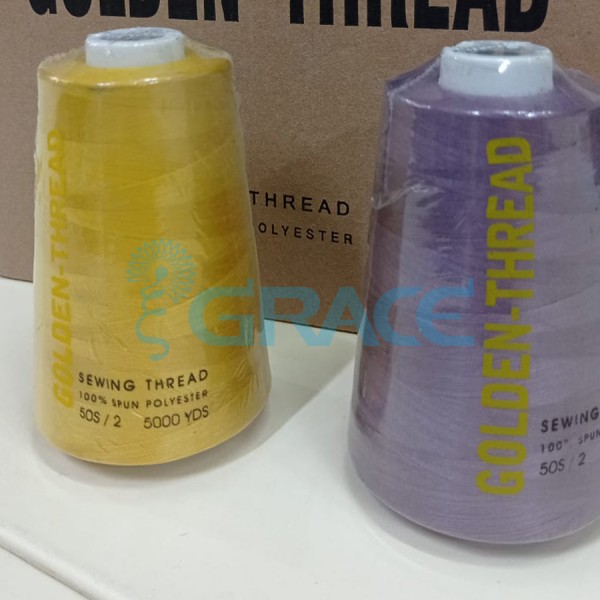 GOLDEN-THREAD
THREAD
OLYESTER
GRACE
GOLDEN-THREAD
SEWING THREAD
100% SPUN POLYESTER
50S / 2 5000 YDS
GOLDEN-THREAD
SEWING
100% SPUN
50S / 2